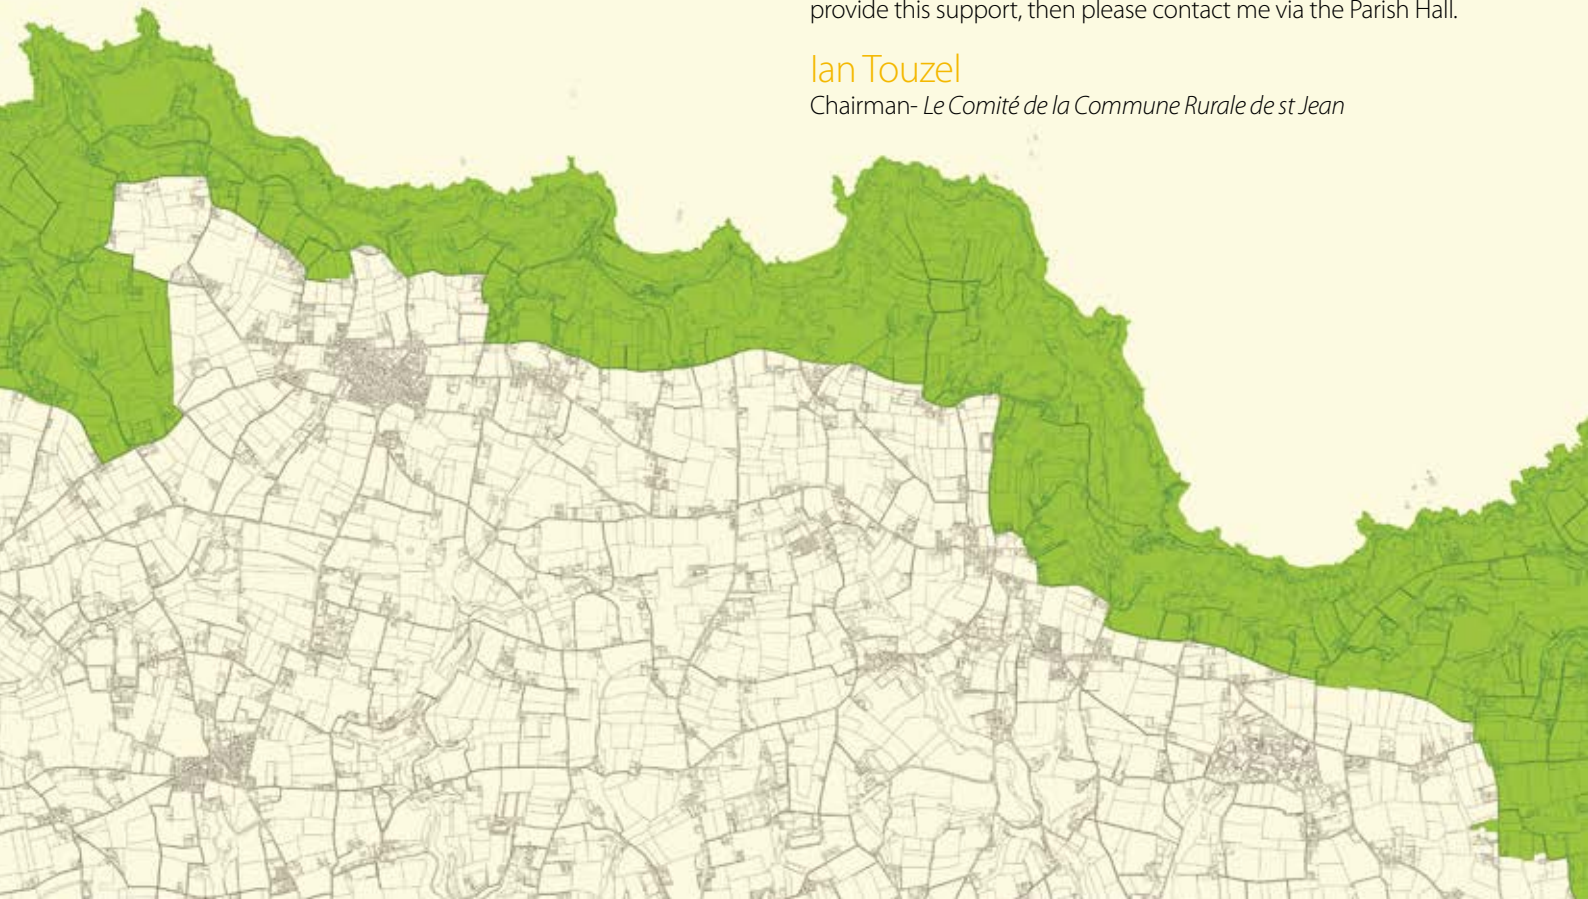 provide this support, then please contact me via the Parish Hall.
Ian Touzel
Chairman- Le Comité de la Commune Rurale de st Jean